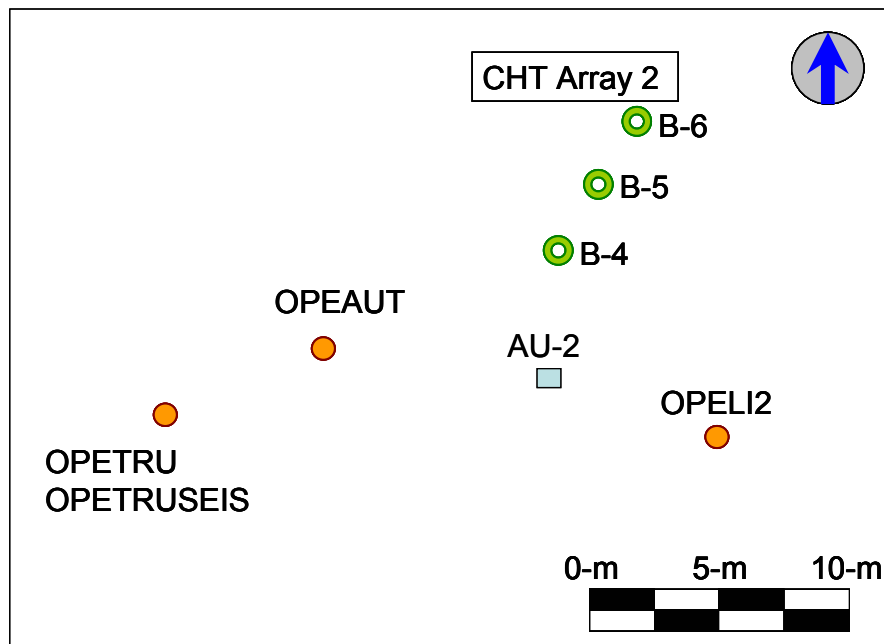 CHT Array 2
B-6
B-5
B-4
OPEAUT
AU-2
OPELI2
OPETRU
OPETRUSEIS
0-m 5-m 10-m